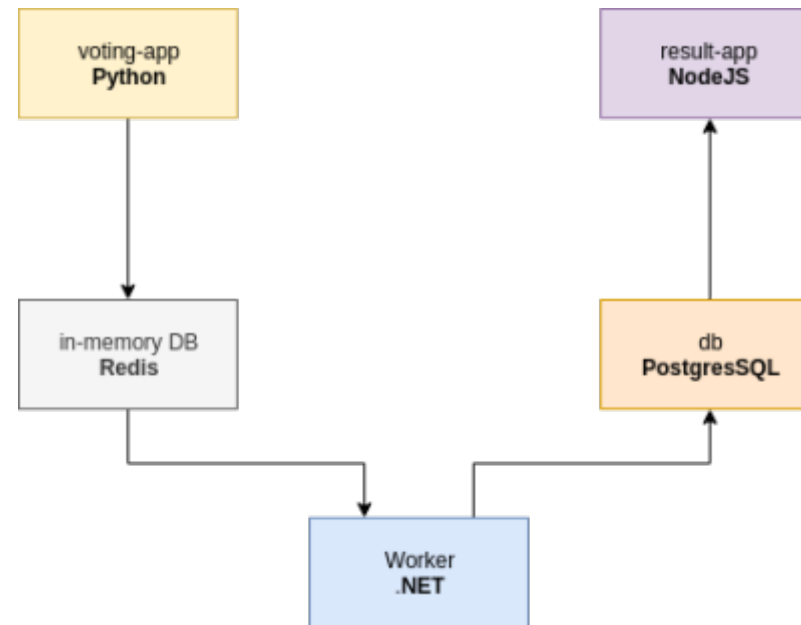 voting-app
Python
result-app
NodeJS
in-memory DB
Redis
db
PostgresSQL
Worker
.NET